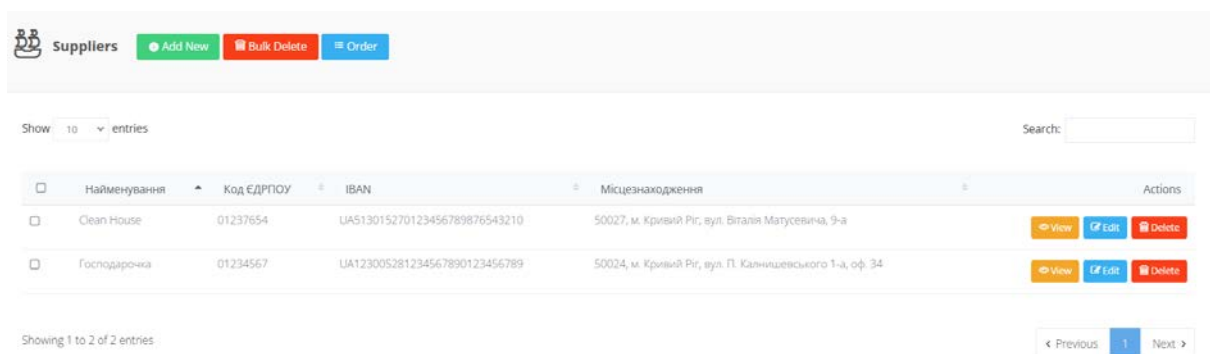 Suppliers Add New Bulk Delete Order
Show 10 entries Search:
Найменування Код ЄДРПОУ IBAN Місцезнаходження Actions
Clean House 01237654 UA513015270123456789876543210 50027, м. Кривий Ріг, вул. Віталія Матусевича, 9-а View Edit Delete
Господарочка 01234567 UA123005281234567890123456789 50024, м. Кривий Ріг, вул. П. Калнишевського 1-а, оф. 34 View Edit Delete
Showing 1 to 2 of 2 entries < Previous 1 Next >